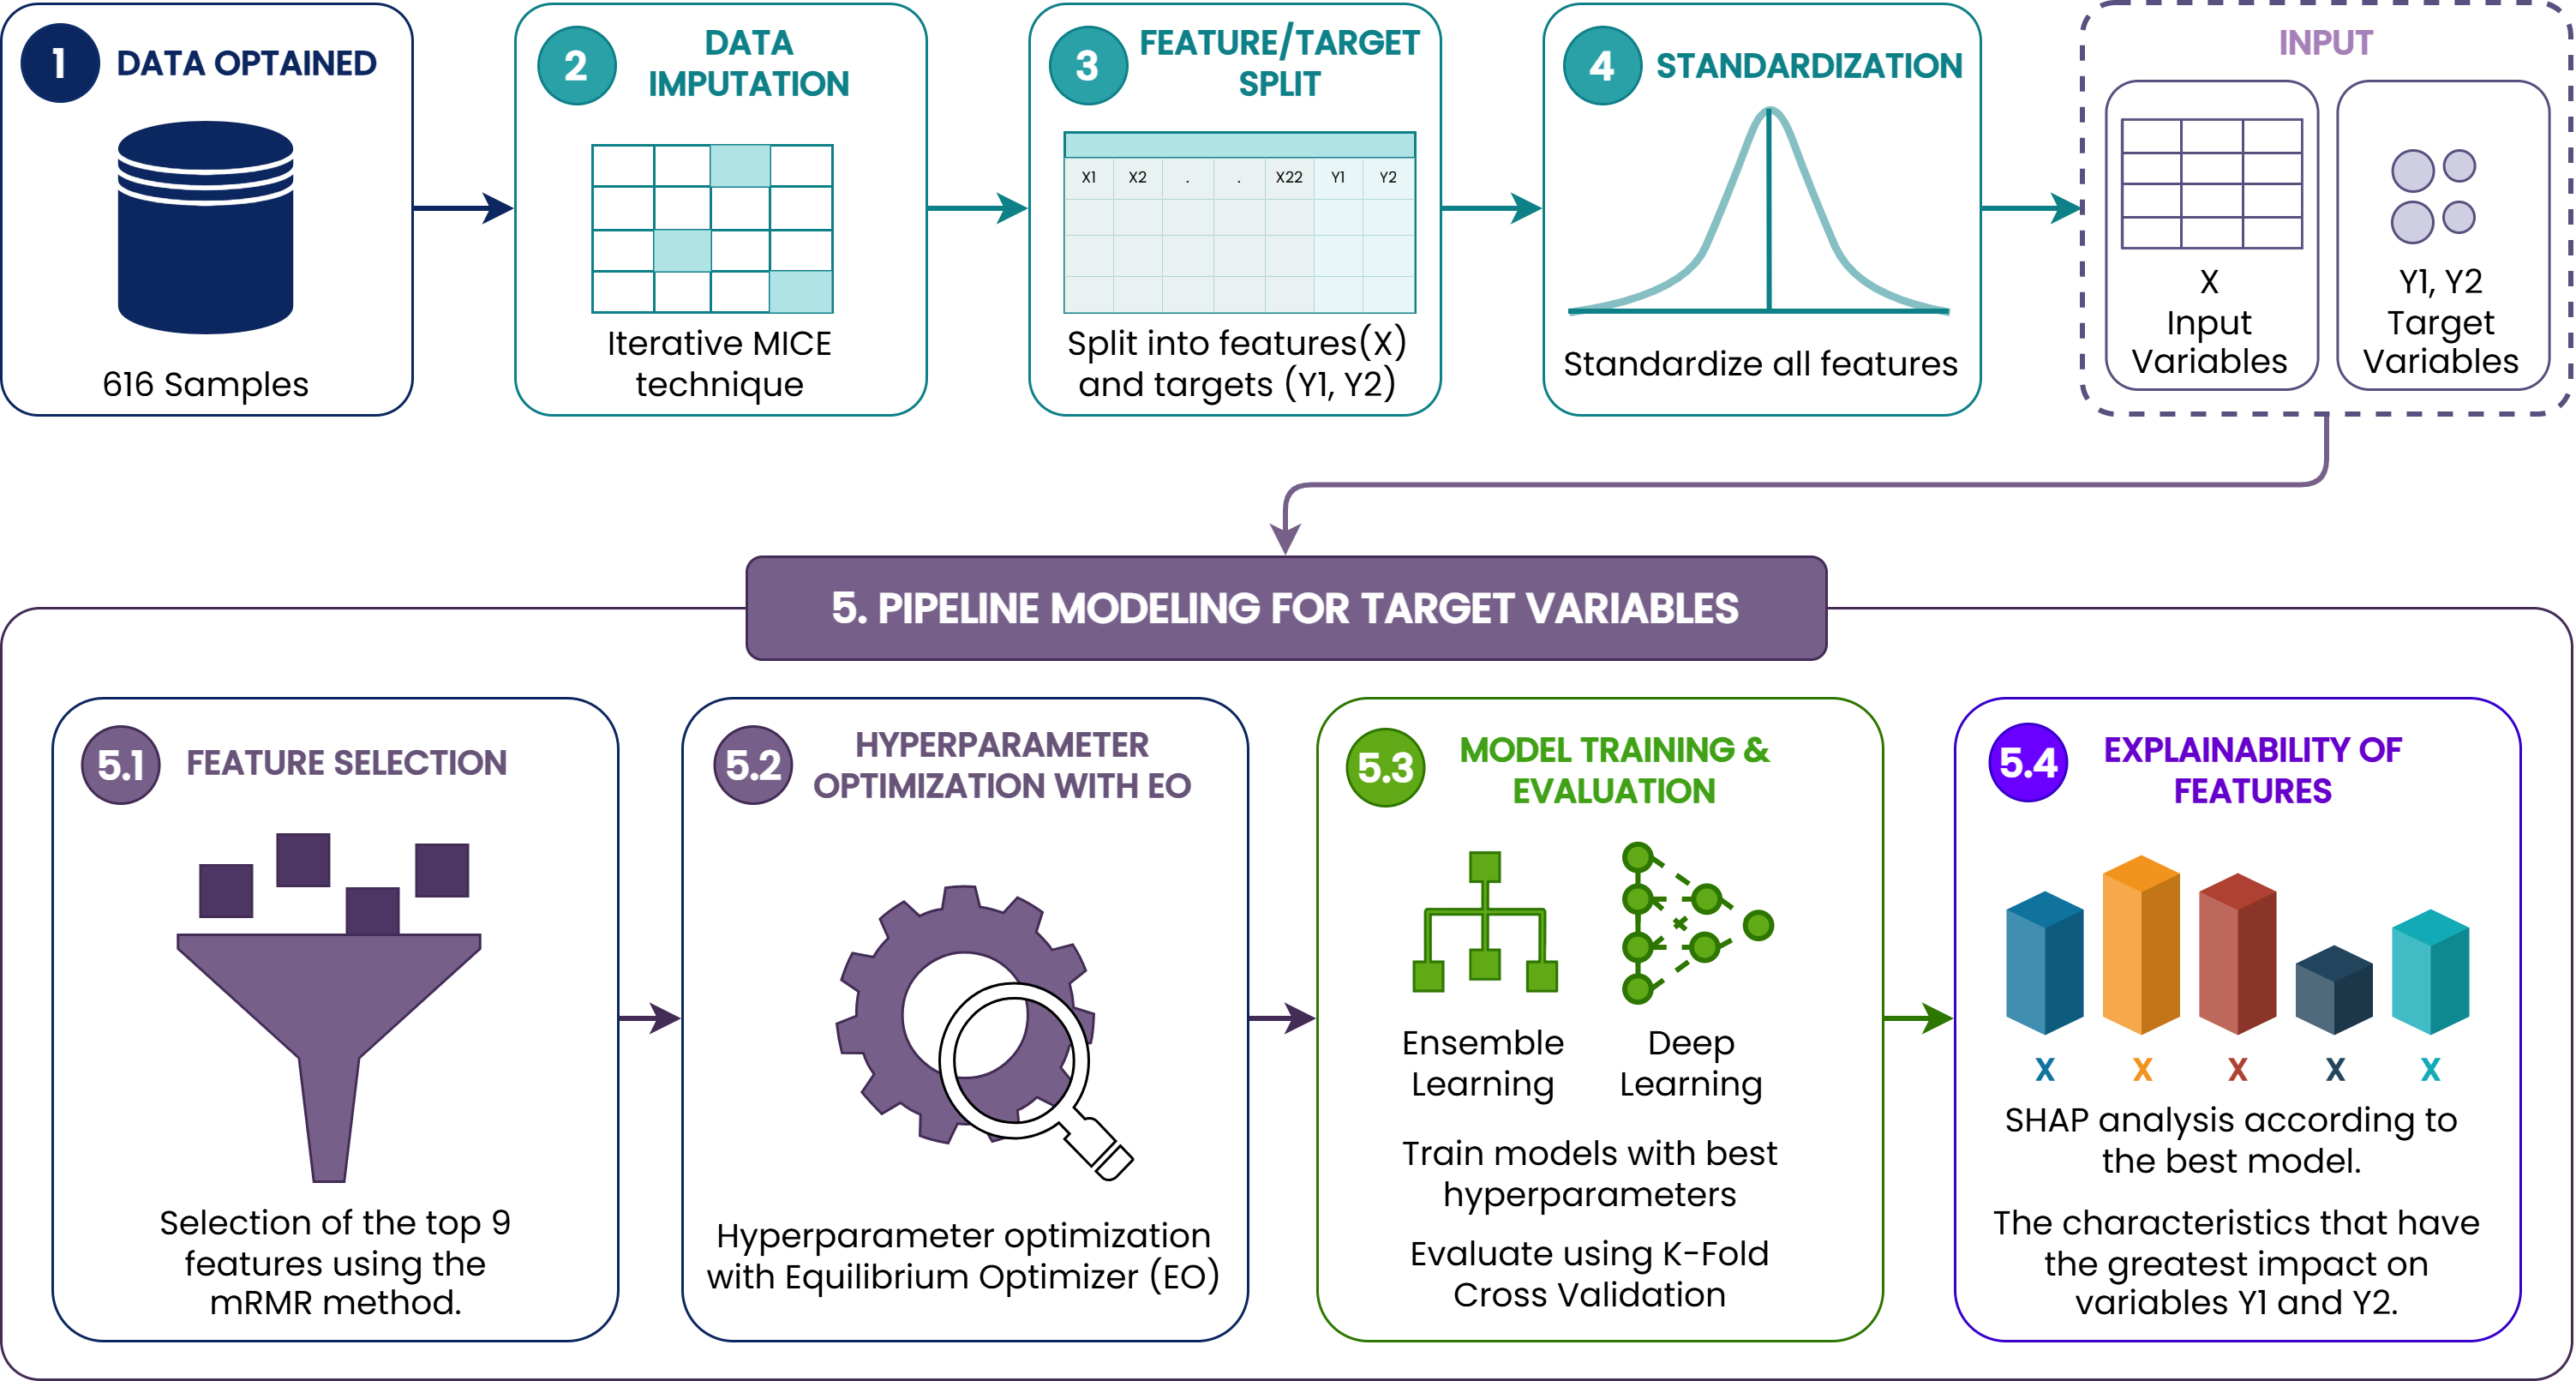 1
DATA OPTAINED
616 Samples
2
DATA
IMPUTATION
Iterative MICE
technique
3
FEATURE/TARGET
SPLIT
X1 X2 . . X22 Y1 Y2
Split into features(X)
and targets (Y1, Y2)
4
STANDARDIZATION
Standardize all features
INPUT
X
Input
Variables
Y1, Y2
Target
Variables
5. PIPELINE MODELING FOR TARGET VARIABLES
5.1
FEATURE SELECTION
Selection of the top 9
features using the
mRMR method.
5.2
HYPERPARAMETER
OPTIMIZATION WITH EO
Hyperparameter optimization
with Equilibrium Optimizer (EO)
5.3
MODEL TRAINING &
EVALUATION
Ensemble
Learning
Deep
Learning
Train models with best
hyperparameters
Evaluate using K-Fold
Cross Validation
5.4
EXPLAINABILITY OF
FEATURES
X X X X X
SHAP analysis according to
the best model.
The characteristics that have
the greatest impact on
variables Y1 and Y2.